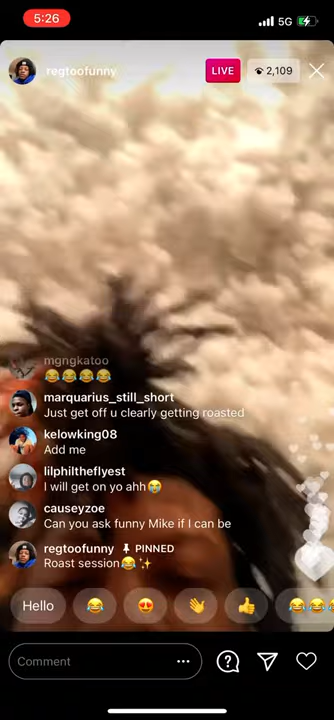 5:26
5G
regtoofunny
LIVE
2,109
mgngkatoo
😂😂😂😂
marquarius_still_short
Just get off u clearly getting roasted
kelowking08
Add me
lilphiltheflyest
I will get on yo ahh😭
causeyzoe
Can you ask funny Mike if I can be
regtoofunny PINNED
Roast session😂✨
Hello
Comment